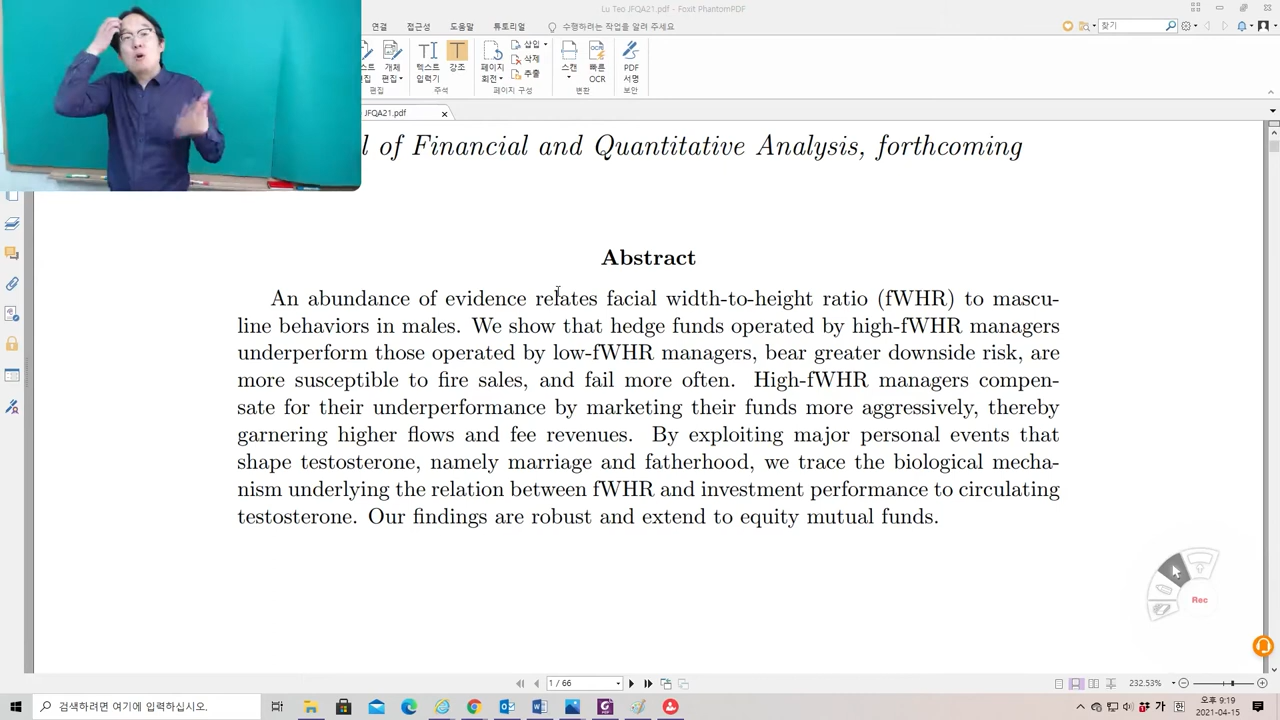 Lu Teo JFQA21.pdf - Foxit PhantomPDF
연결 접근성 도움말 튜토리얼 수행하려는 작업을 알려 주세요 찾기
스트 개체 텍스트 강조 페이지 삽입 스캔 빠른 PDF
편집 편집 입력기 회전 삭제 OCR 서명
추출
편집 주석 페이지 구성 변환 보안
JFQA21.pdf
l of Financial and Quantitative Analysis, forthcoming
Abstract
An abundance of evidence relates facial width-to-height ratio (fWHR) to mascu-
line behaviors in males. We show that hedge funds operated by high-fWHR managers
underperform those operated by low-fWHR managers, bear greater downside risk, are
more susceptible to fire sales, and fail more often. High-fWHR managers compen-
sate for their underperformance by marketing their funds more aggressively, thereby
garnering higher flows and fee revenues. By exploiting major personal events that
shape testosterone, namely marriage and fatherhood, we trace the biological mecha-
nism underlying the relation between fWHR and investment performance to circulating
testosterone. Our findings are robust and extend to equity mutual funds.
Rec
1 / 66
232.53%
검색하려면 여기에 입력하십시오.
가 오후 9:19
2021-04-15